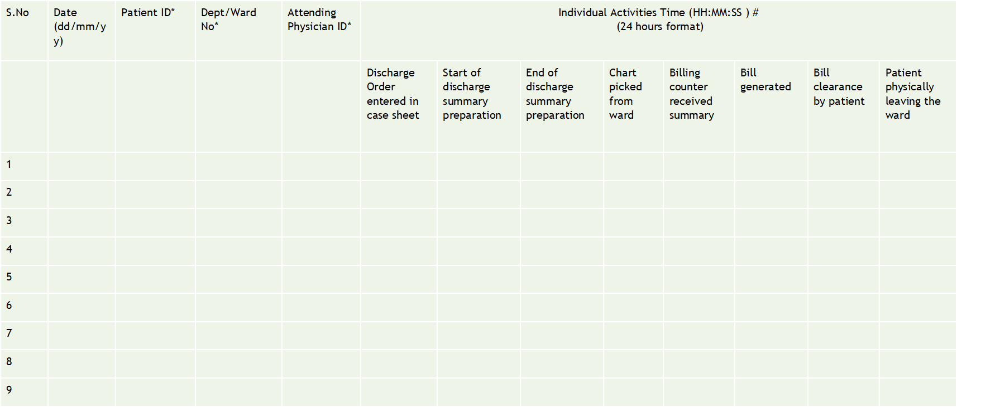 S.No
Date
(dd/mm/y
y)
Patient ID*
Dept/Ward
No*
Attending
Physician ID*
Individual Activities Time (HH:MM:SS ) #
(24 hours format)
Discharge
Order
entered in
case sheet
Start of
discharge
summary
preparation
End of
discharge
summary
preparation
Chart
picked
from
ward
Billing
counter
received
summary
Bill
generated
Bill
clearance
by patient
Patient
physically
leaving the
ward
1
2
3
4
5
6
7
8
9